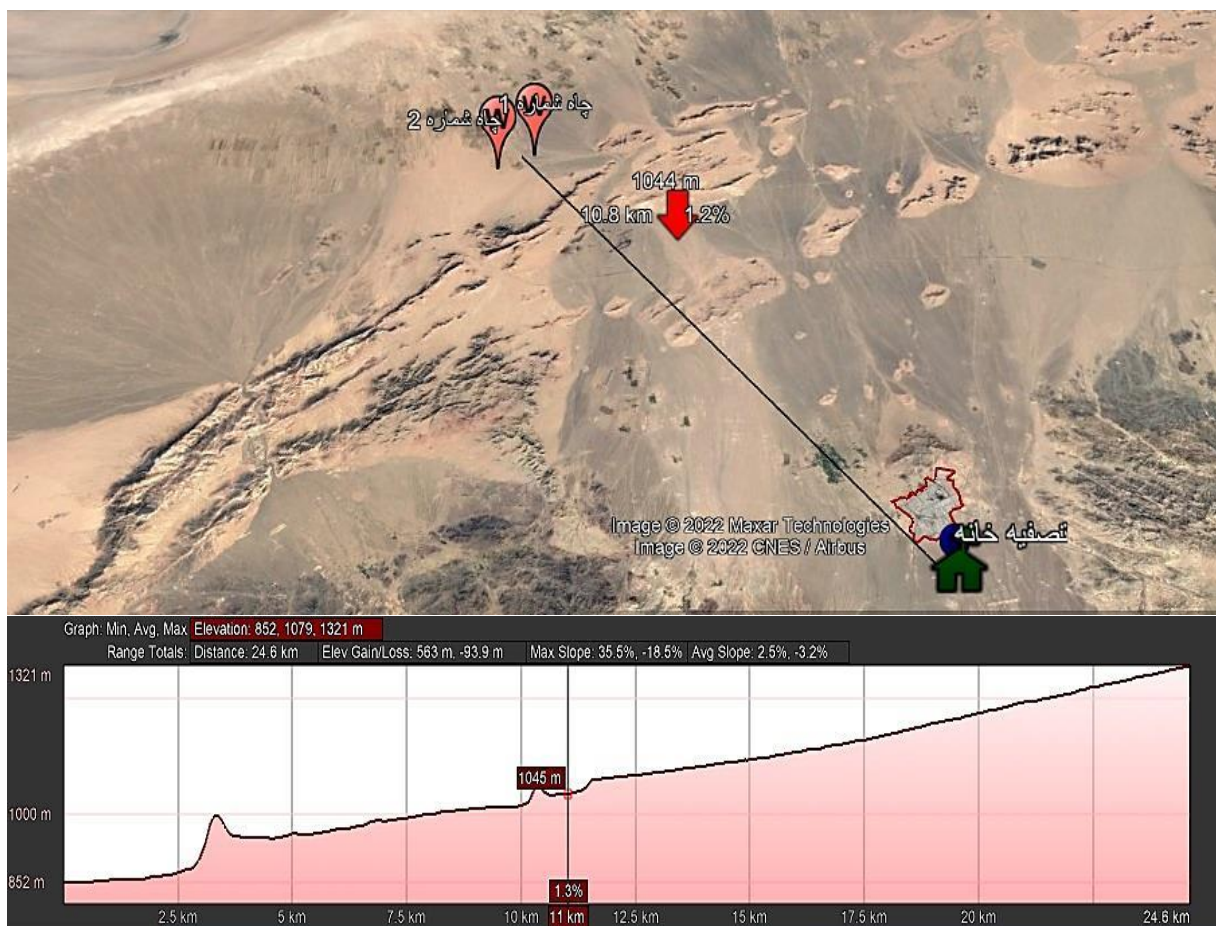 چاه شماره 1
چاه شماره 2
1044 m
10.8 km 1.2%
تصفیه خانه
Image © 2022 Maxar Technologies
Image © 2022 CNES / Airbus
Graph: Min, Avg, Max Elevation: 852, 1079, 1321 m
Range Totals: Distance: 24.6 km Elev Gain/Loss: 563 m, -93.9 m Max Slope: 35.5%, -18.5% Avg Slope: 2.5%, -3.2%
1321 m
1045 m
1000 m
852 m
1.3%
2.5 km 5 km 7.5 km 10 km 11 km 12.5 km 15 km 17.5 km 20 km 24.6 km